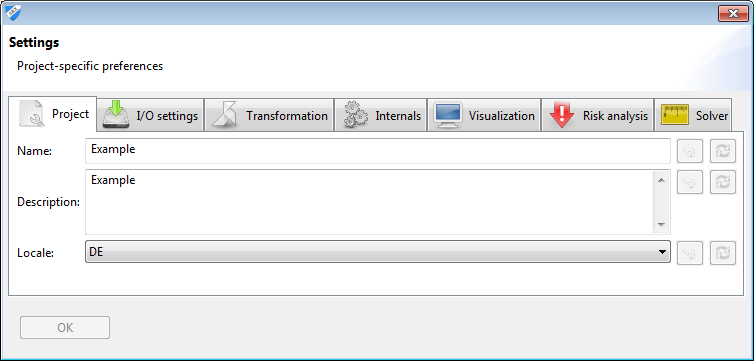 Settings
Project-specific preferences
Project I/O settings Transformation Internals Visualization Risk analysis Solver
Name: Example
Example
Description:
Locale: DE
OK